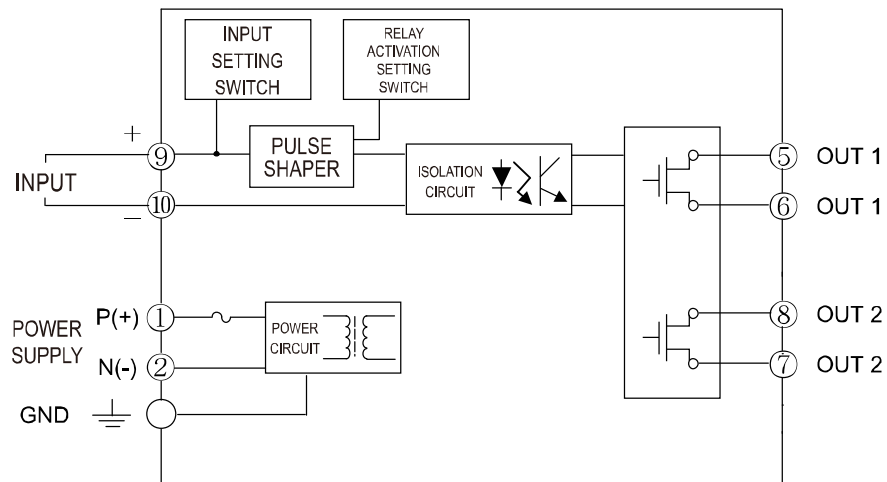 INPUT
SETTING
SWITCH
RELAY
ACTIVATION
SETTING
SWITCH
+
9
PULSE
SHAPER
ISOLATION
CIRCUIT
5
OUT 1
INPUT
10
−
6
OUT 1
POWER
SUPPLY
P(+)
1
POWER
CIRCUIT
8
OUT 2
N(-)
2
7
OUT 2
GND